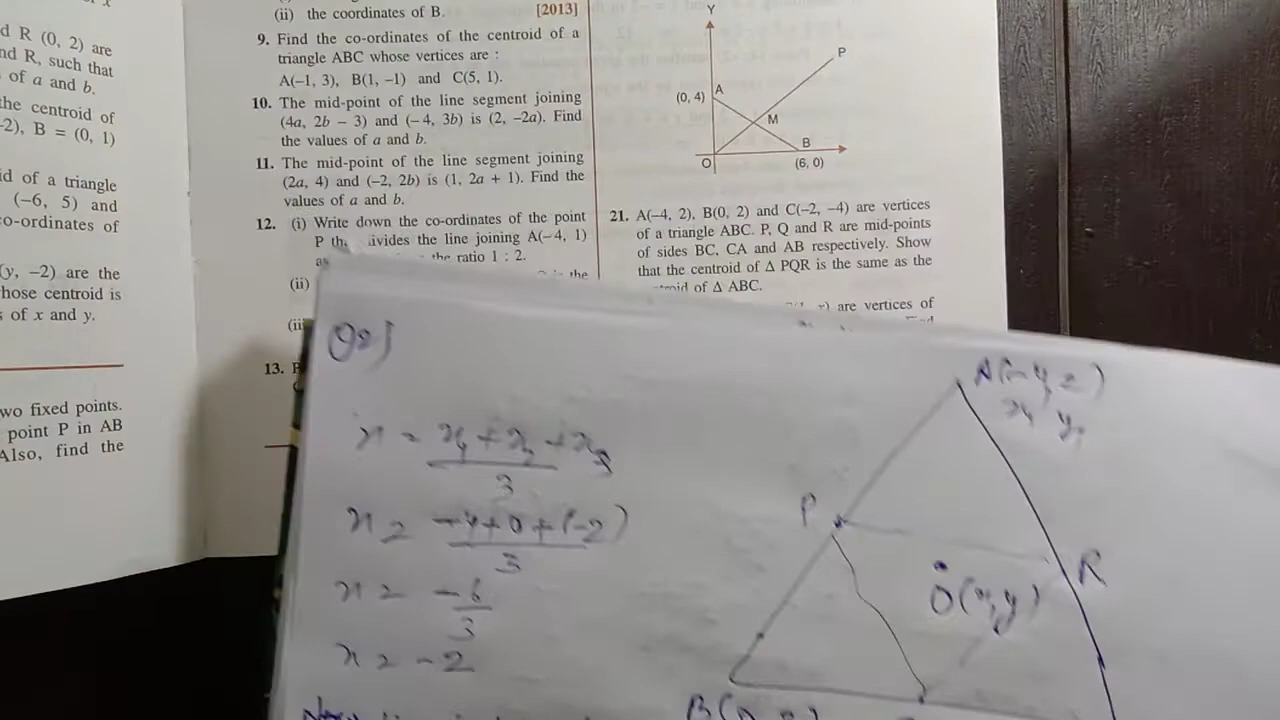 d R (0, 2) are
nd R, such that
of a and b.
the centroid of
-2), B = (0, 1)
id of a triangle
(-6, 5) and
co-ordinates of
(y, -2) are the
hose centroid is
s of x and y.
wo fixed points.
point P in AB
Also, find the
(ii) the coordinates of B. [2013]
9. Find the co-ordinates of the centroid of a
triangle ABC whose vertices are :
A(-1, 3), B(1, -1) and C(5, 1).
10. The mid-point of the line segment joining
(4a, 2b - 3) and (-4, 3b) is (2, -2a). Find
the values of a and b.
11. The mid-point of the line segment joining
(2a, 4) and (-2, 2b) is (1, 2a + 1). Find the
values of a and b.
12. (i) Write down the co-ordinates of the point
P th ivides the line joining A(-4, 1)
as the ratio 1 : 2.
(ii) the
(ii
13.
Y
P
(0, 4) A
M
B
O (6, 0)
21. A(-4, 2), B(0, 2) and C(-2, -4) are vertices
of a triangle ABC. P, Q and R are mid-points
of sides BC, CA and AB respectively. Show
that the centroid of Δ PQR is the same as the
oid of Δ ABC.
are vertices of
x = x₁ + x₂ + x₃ / 3
x = -4+0+(-2) / 3
x = -6/3
x = -2
A(-4, 2)
x₁ y₁
P
R
O(x,y)
B(